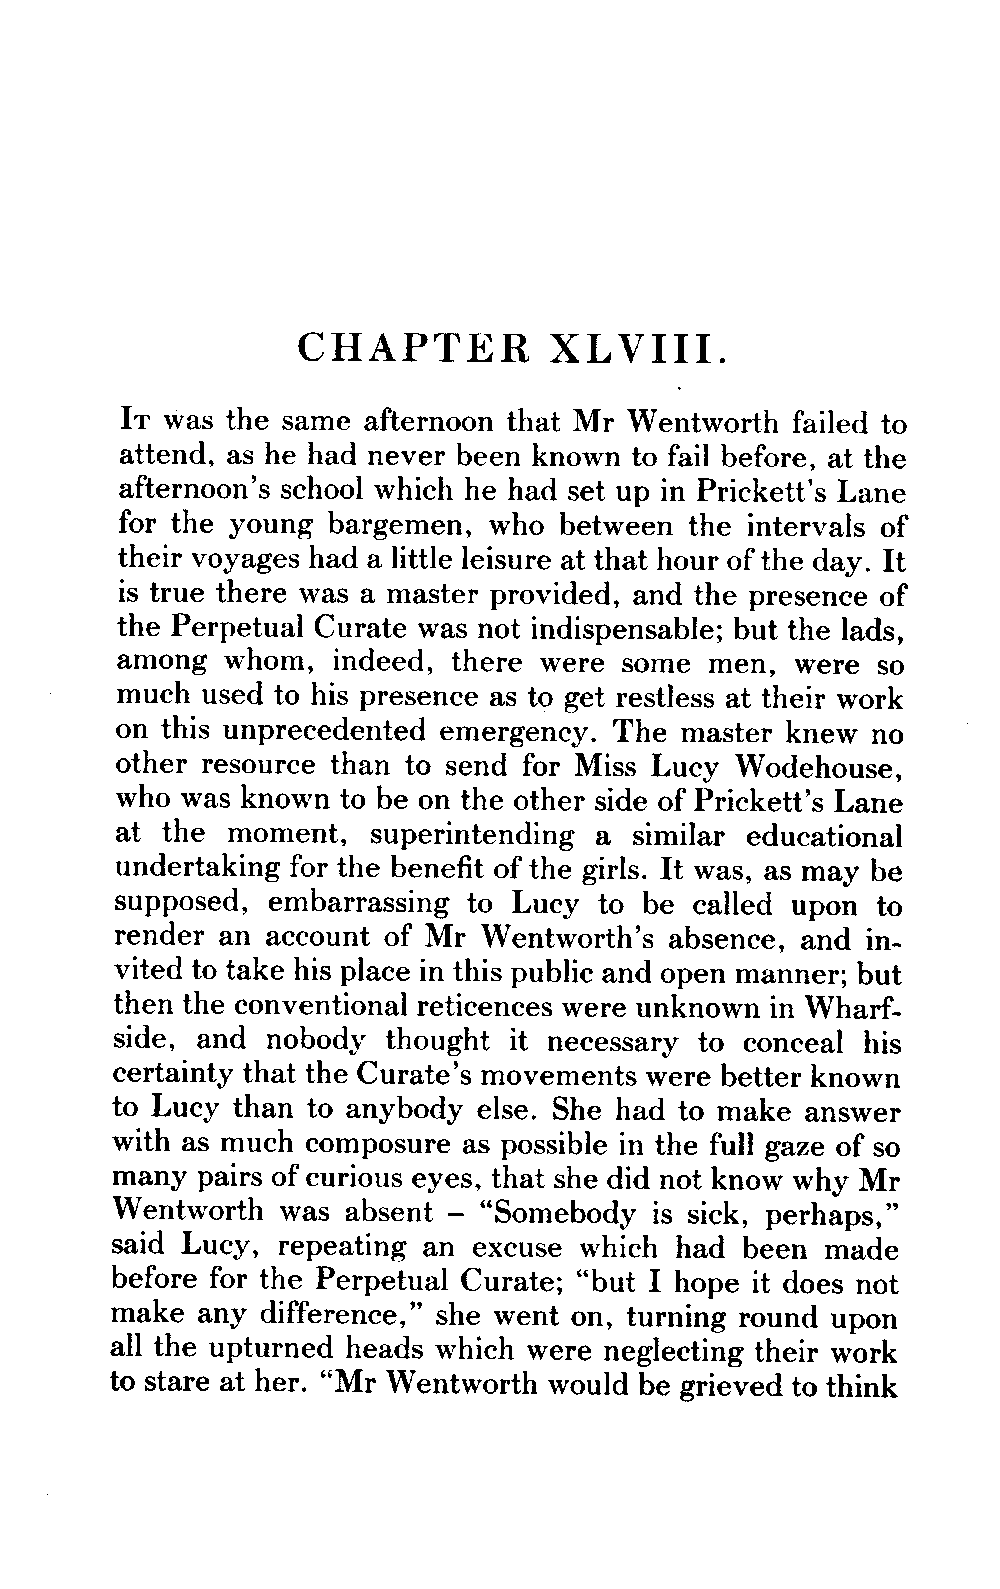 CHAPTER XLVIII.
IT was the same afternoon that Mr Wentworth failed to
attend, as he had never been known to fail before, at the
afternoon's school which he had set up in Prickett's Lane
for the young bargemen, who between the intervals of
their voyages had a little leisure at that hour of the day. It
is true there was a master provided, and the presence of
the Perpetual Curate was not indispensable; but the lads,
among whom, indeed, there were some men, were so
much used to his presence as to get restless at their work
on this unprecedented emergency. The master knew no
other resource than to send for Miss Lucy Wodehouse,
who was known to be on the other side of Prickett's Lane
at the moment, superintending a similar educational
undertaking for the benefit of the girls. It was, as may be
supposed, embarrassing to Lucy to be called upon to
render an account of Mr Wentworth's absence, and in-
vited to take his place in this public and open manner; but
then the conventional reticences were unknown in Wharf-
side, and nobody thought it necessary to conceal his
certainty that the Curate's movements were better known
to Lucy than to anybody else. She had to make answer
with as much composure as possible in the full gaze of so
many pairs of curious eyes, that she did not know why Mr
Wentworth was absent – “Somebody is sick, perhaps,”
said Lucy, repeating an excuse which had been made
before for the Perpetual Curate; “but I hope it does not
make any difference,” she went on, turning round upon
all the upturned heads which were neglecting their work
to stare at her. “Mr Wentworth would be grieved to think